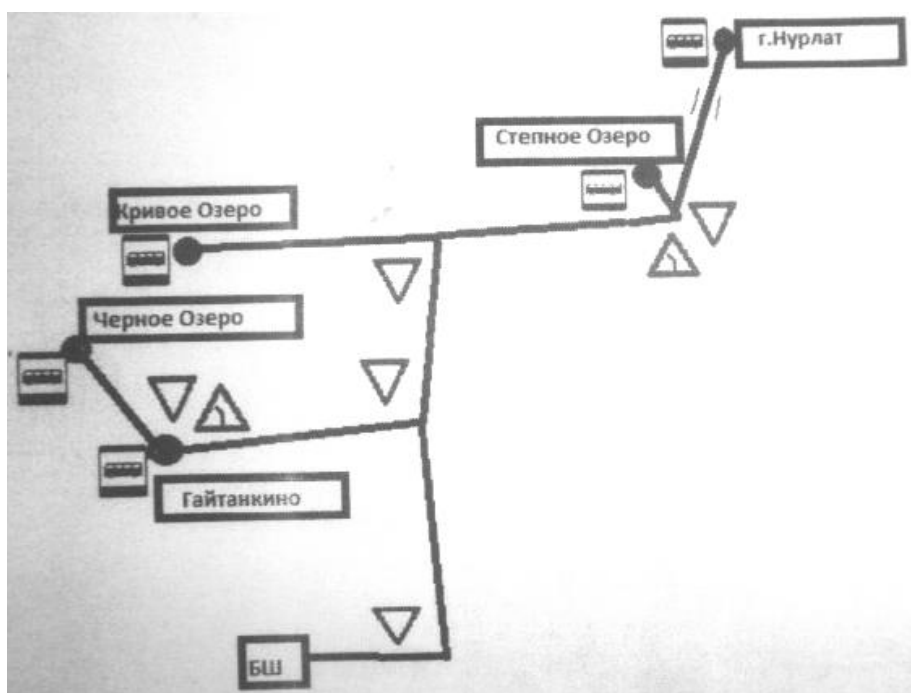 г.Нурлат
Степное Озеро
Кривое Озеро
Черное Озеро
Гайтанкино
БШ